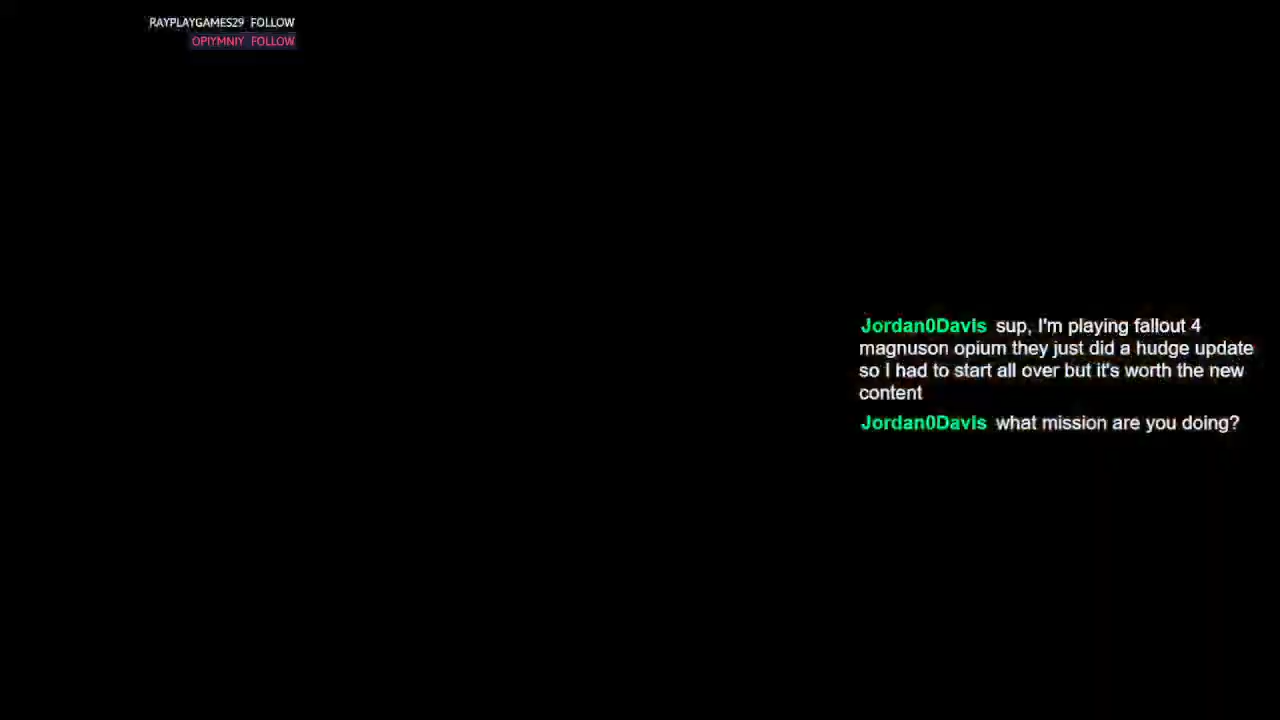 RAYPLAYGAMES29 FOLLOW
OPIYMNIY FOLLOW
Jordan0Davis sup, I'm playing fallout 4
magnuson opium they just did a hudge update
so I had to start all over but it's worth the new
content
Jordan0Davis what mission are you doing?